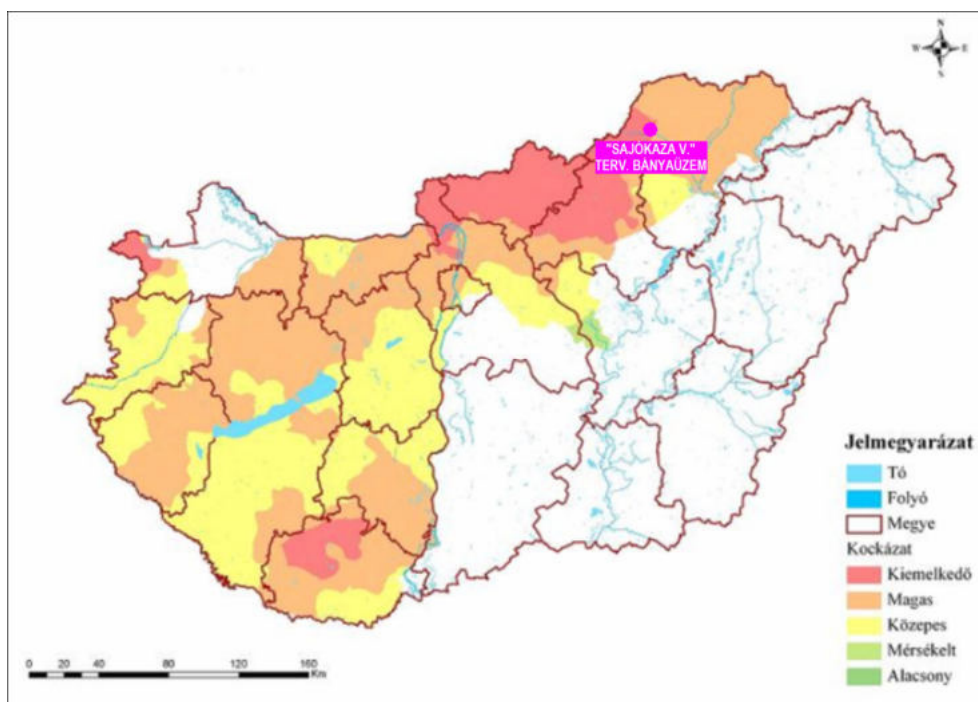 N
W E
S
"SAJÓKAZA V."
TERV. BÁNYAÜZEM
Jelmegyarázat
Tó
Folyó
Megye
Kockázat
Kiemelkedő
Magas
Közepes
Mérsékelt
Alacsony
0 20 40 80 120 160
Km